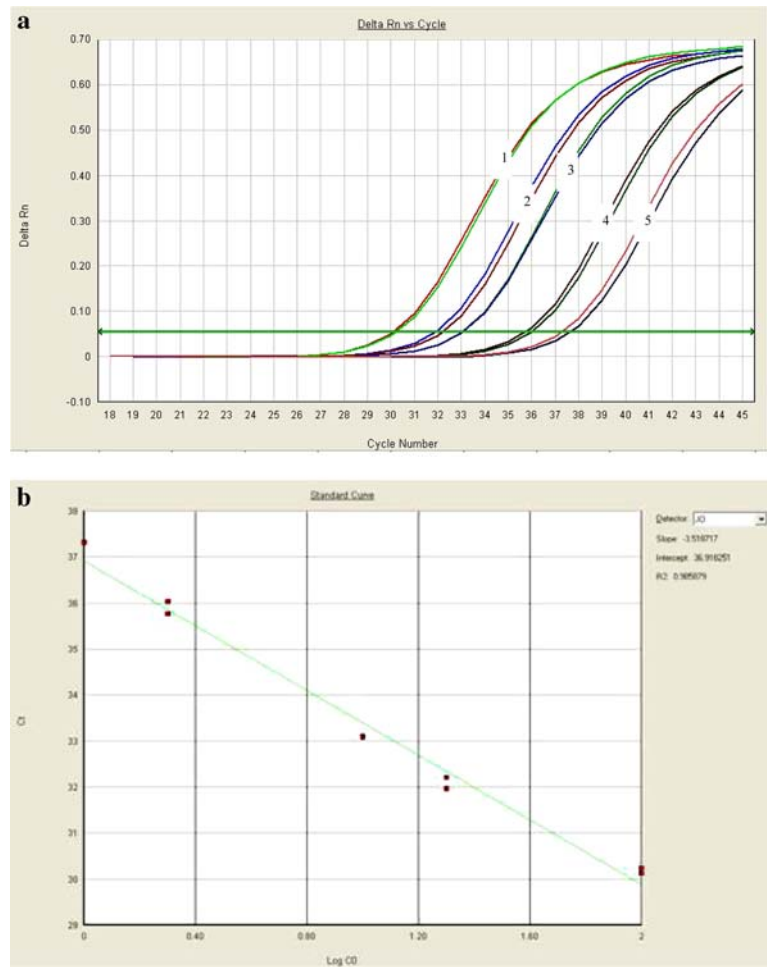 a
Delta Rn vs Cycle
0.70
0.60
0.50
0.40
0.30
0.20
0.10
0
-0.10
Delta Rn
1
2
3
4
5
18 19 20 21 22 23 24 25 26 27 28 29 30 31 32 33 34 35 36 37 38 39 40 41 42 43 44 45
Cycle Number
b
Standard Curve
38
37
36
35
34
33
32
31
30
29
Ct
0 0.40 0.80 1.20 1.60 2
Log C0
Detector:
Slope: -3.518717
Intercept: 36.918251
R2: 0.985879